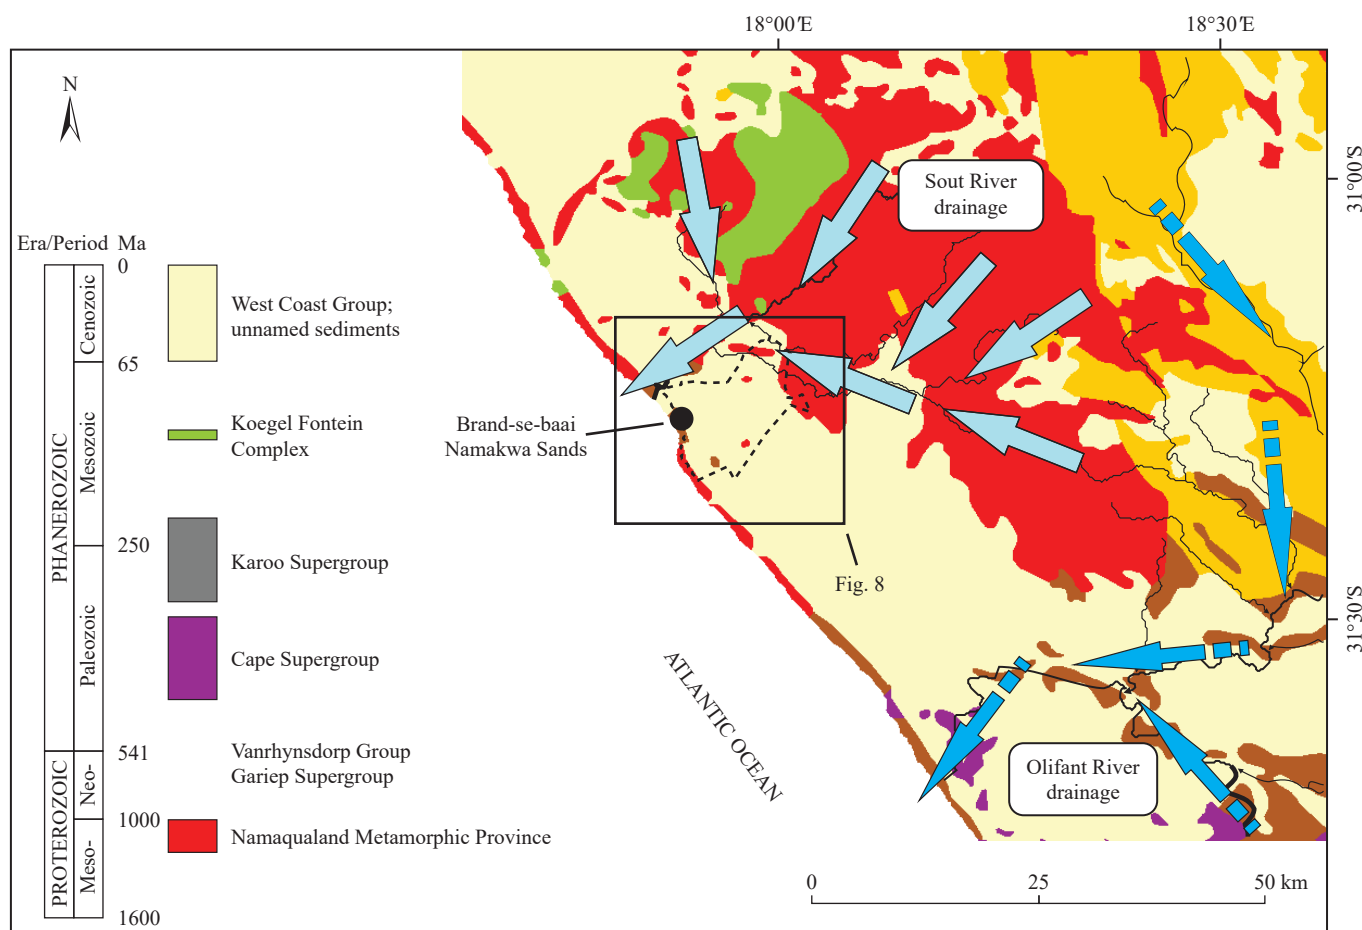 18°00′E
18°30′E
N
Sout River
drainage
31°00′S
Era/Period Ma
0
Cenozoic
West Coast Group;
unnamed sediments
65
PHANEROZOIC
Mesozoic
Koegel Fontein
Complex
Brand-se-baai
Namakwa Sands
250
Karoo Supergroup
Fig. 8
31°30′S
Paleozoic
Cape Supergroup
ATLANTIC OCEAN
541
Vanrhynsdorp Group
Gariep Supergroup
Olifant River
drainage
PROTEROZOIC
Neo-
1000
Namaqualand Metamorphic Province
Meso-
0
25
50 km
1600